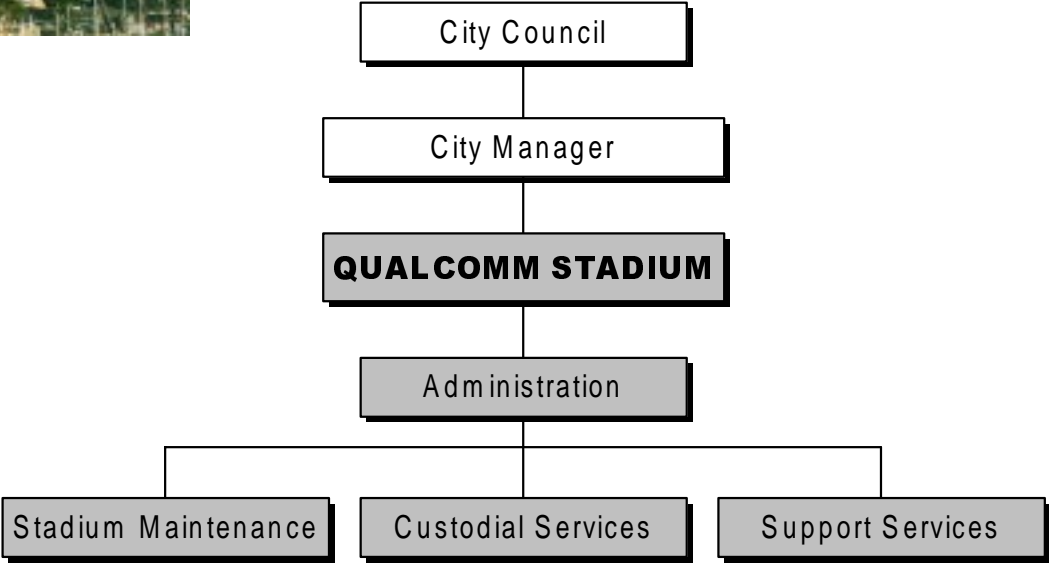 City Council
City Manager
QUALCOMM STADIUM
Administration
Stadium Maintenance
Custodial Services
Support Services